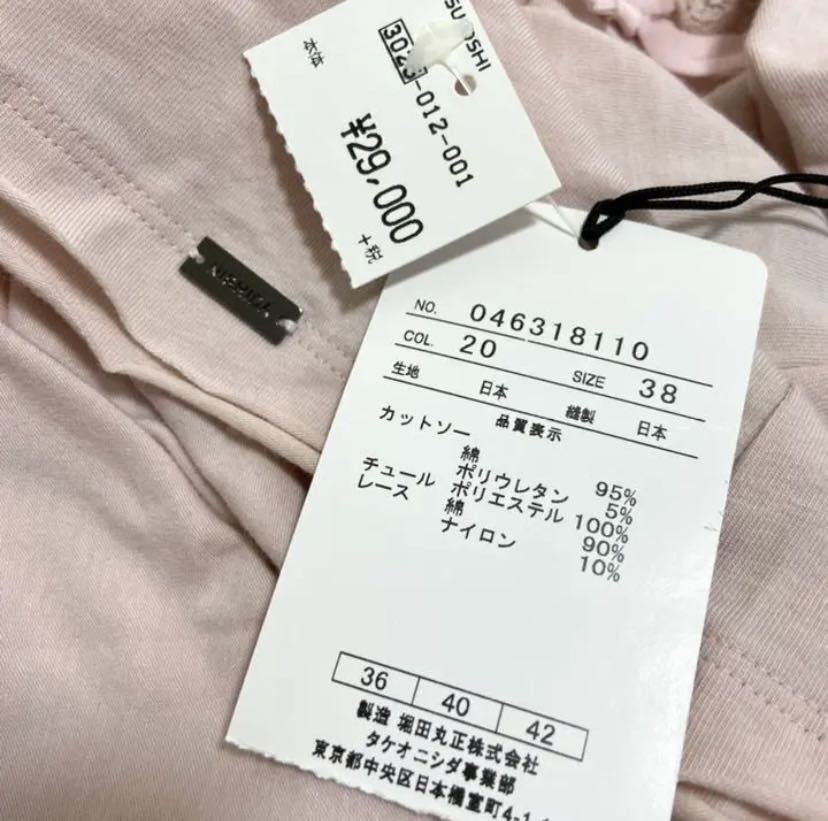 SUYOSHI
3023-012-001
本体
¥29,000
+税
NISHIDA
NO. 046318110
COL. 20 SIZE 38
生地 日本 縫製 日本
品質表示
カットソー
綿 95%
ポリウレタン 5%
チュール ポリエステル 100%
レース 綿 90%
ナイロン 10%
36 40 42
製造 堀田丸正株式会社
タケオニシダ事業部
東京都中央区日本橋室町4-1